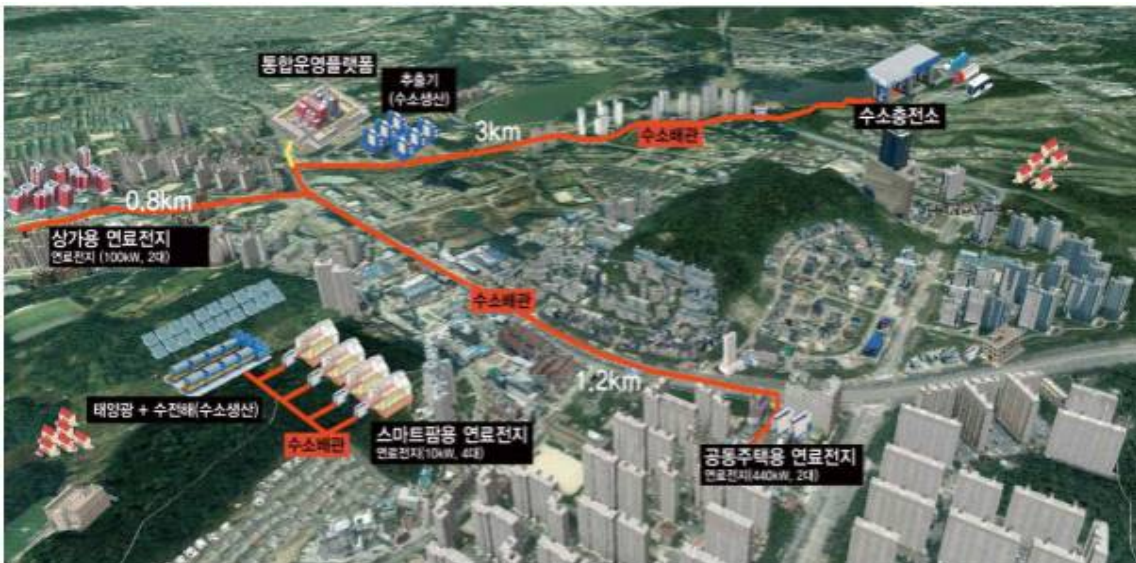 통합운영플랫폼
추출기
(수소생산)
3km
수소배관
수소충전소
0.8km
상가용 연료전지
연료전지 (100kW, 2대)
수소배관
1.2km
태양광 + 수전해(수소생산)
수소배관
스마트팜용 연료전지
연료전지(10kW, 4대)
공동주택용 연료전지
연료전지(440kW, 2대)